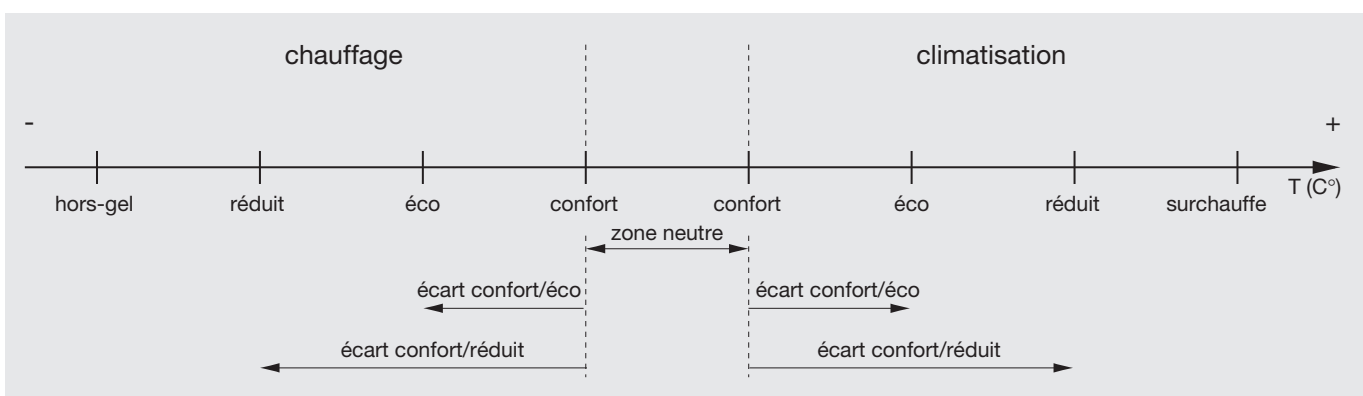 chauffage climatisation
- +
hors-gel réduit éco confort confort éco réduit surchauffe T (C°)
zone neutre
écart confort/éco écart confort/éco
écart confort/réduit écart confort/réduit